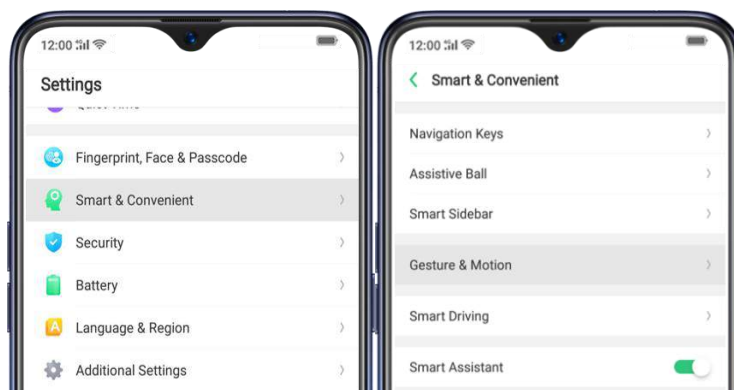 12:00
Settings
Fingerprint, Face & Passcode
Smart & Convenient
Security
Battery
Language & Region
Additional Settings
12:00
Smart & Convenient
Navigation Keys
Assistive Ball
Smart Sidebar
Gesture & Motion
Smart Driving
Smart Assistant